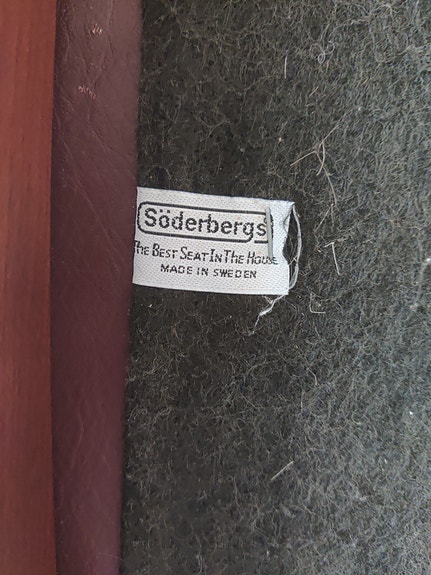 Söderbergs
The Best Seat In The House
MADE IN SWEDEN